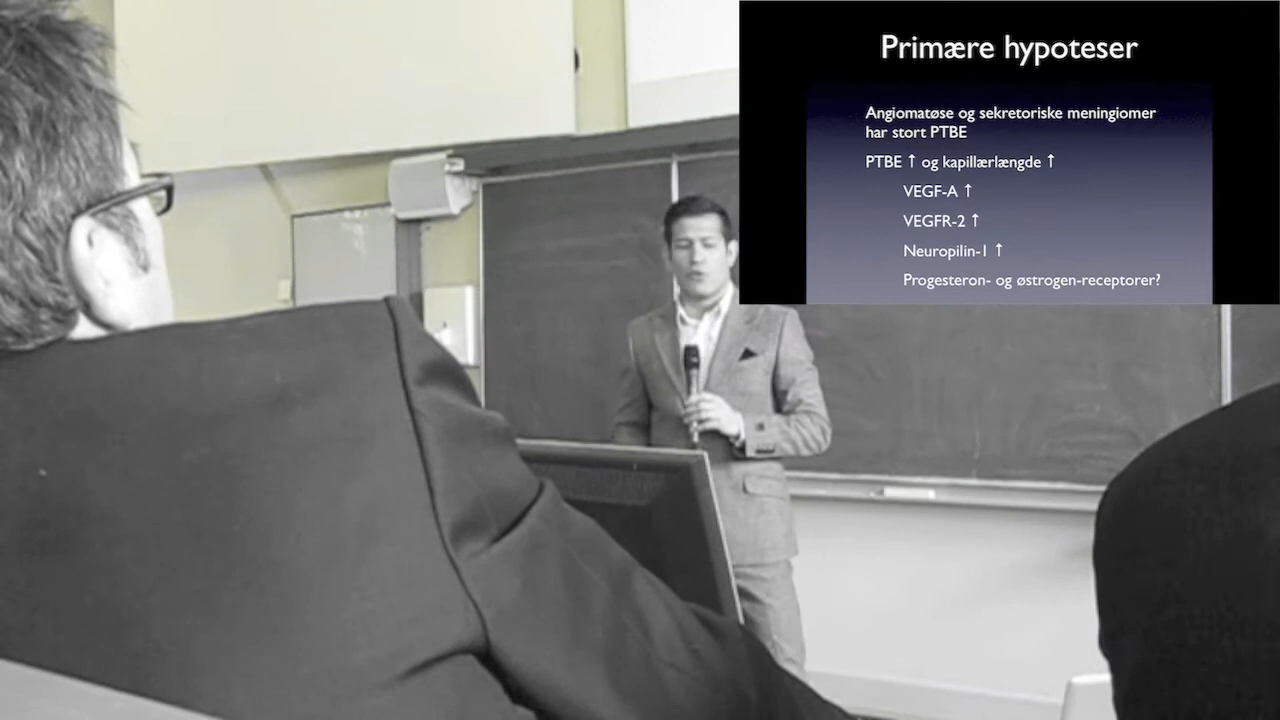 Primære hypoteser
Angiomatøse og sekretoriske meningiomer
har stort PTBE
PTBE ↑ og kapillærlængde ↑
VEGF-A ↑
VEGFR-2 ↑
Neuropilin-1 ↑
Progesteron- og østrogen-receptorer?